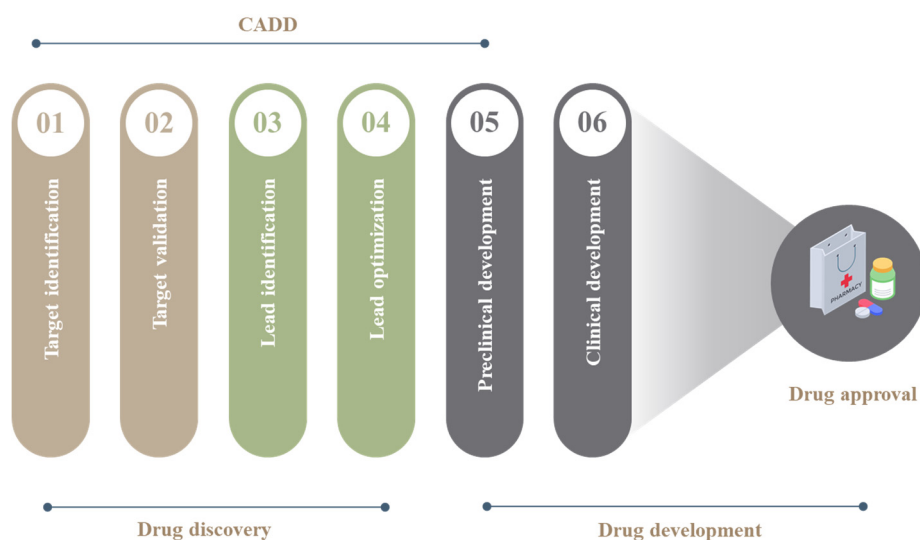 CADD
01
Target identification
02
Target validation
03
Lead identification
04
Lead optimization
05
Preclinical development
06
Clinical development
PHARMACY
Drug approval
Drug discovery
Drug development